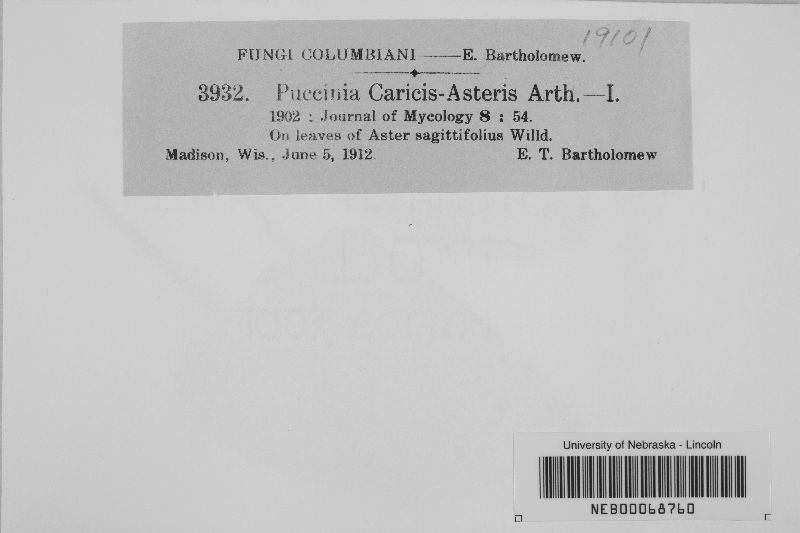 19101
FUNGI COLUMBIANI——E. Bartholomew.
3932. Puccinia Caricis-Asteris Arth.—I.
1902 : Journal of Mycology 8 : 54.
On leaves of Aster sagittifolius Willd.
Madison, Wis., June 5, 1912 E. T. Bartholomew
University of Nebraska - Lincoln
NEB00068760